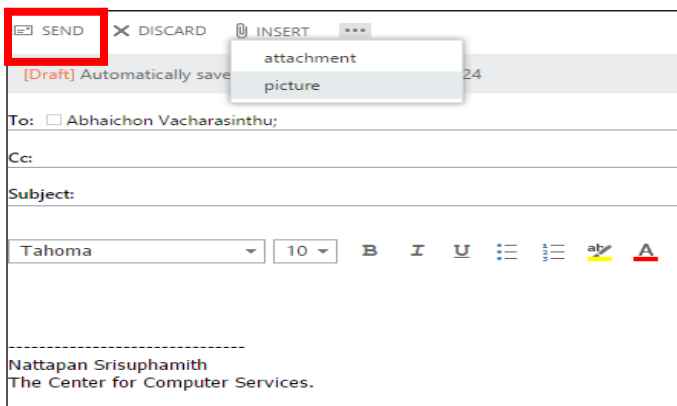 SEND DISCARD INSERT •••
attachment
[Draft] Automatically save 24
picture
To: Abhaichon Vacharasinthu;
Cc:
Subject:
Tahoma 10 B I U ab A
-------------------------------
Nattapan Srisuphamith
The Center for Computer Services.